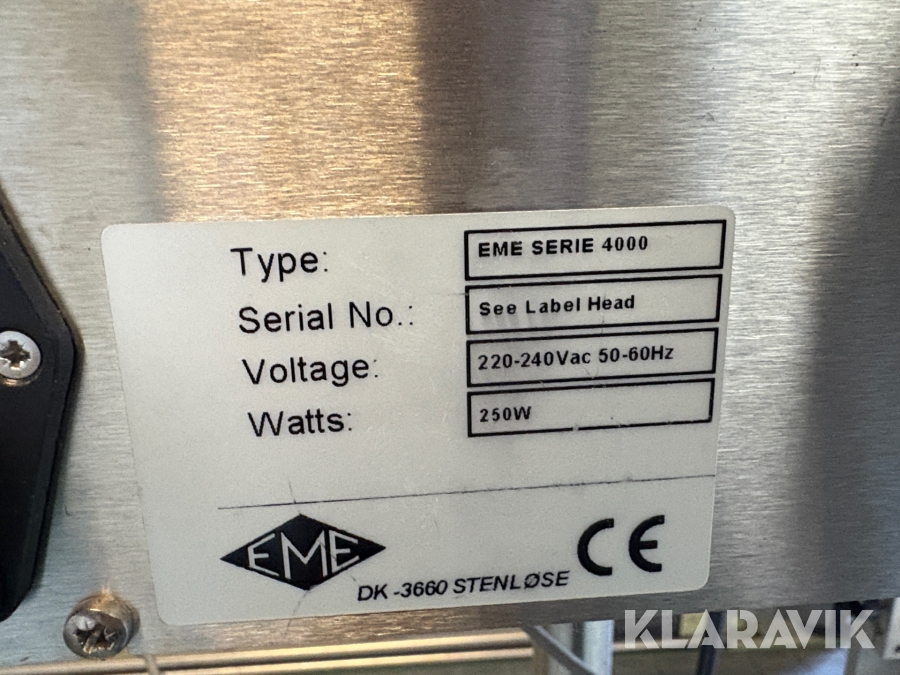 Type: EME SERIE 4000
Serial No.: See Label Head
Voltage: 220-240Vac 50-60Hz
Watts: 250W
EME
DK -3660 STENLØSE
CE
KLARAVIK